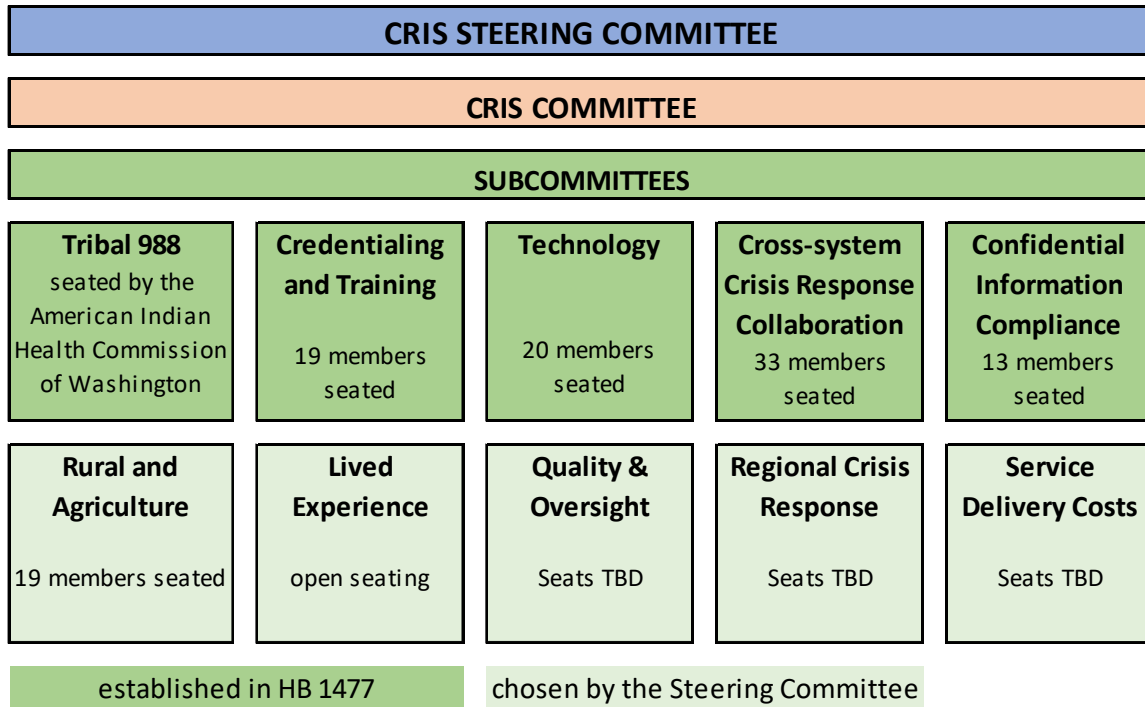 CRIS STEERING COMMITTEE
CRIS COMMITTEE
SUBCOMMITTEES
Tribal 988
seated by the
American Indian
Health Commission
of Washington
Credentialing
and Training
19 members
seated
Technology
20 members
seated
Cross-system
Crisis Response
Collaboration
33 members
seated
Confidential
Information
Compliance
13 members
seated
Rural and
Agriculture
19 members seated
Lived
Experience
open seating
Quality &
Oversight
Seats TBD
Regional Crisis
Response
Seats TBD
Service
Delivery Costs
Seats TBD
established in HB 1477
chosen by the Steering Committee